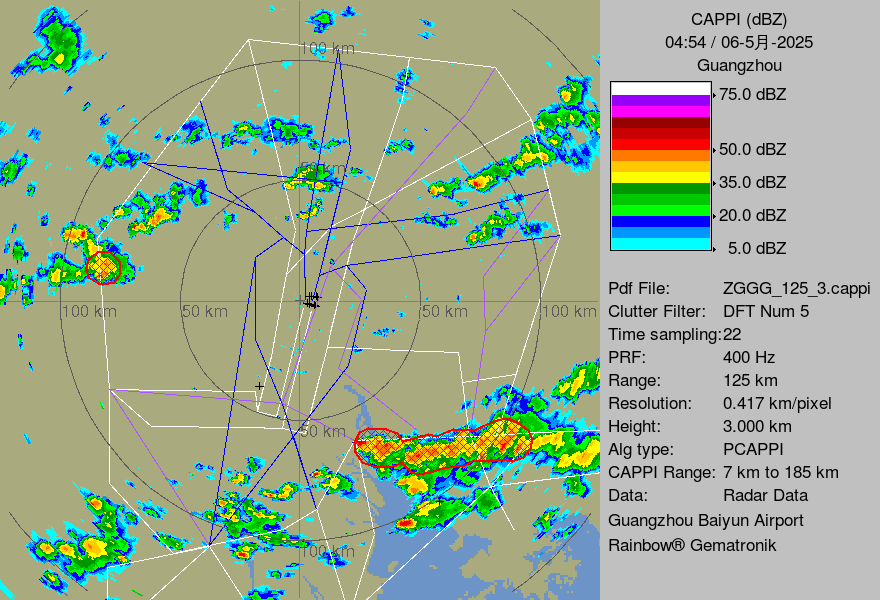 CAPPI (dBZ)
04:54 / 06-5月-2025
Guangzhou
75.0 dBZ
50.0 dBZ
35.0 dBZ
20.0 dBZ
5.0 dBZ
Pdf File: ZGGG_125_3.cappi
Clutter Filter: DFT Num 5
Time sampling:22
PRF: 400 Hz
Range: 125 km
Resolution: 0.417 km/pixel
Height: 3.000 km
Alg type: PCAPPI
CAPPI Range: 7 km to 185 km
Data: Radar Data
Guangzhou Baiyun Airport
Rainbow® Gematronik
100 km
50 km
100 km
50 km
50 km
100 km
50 km
100 km